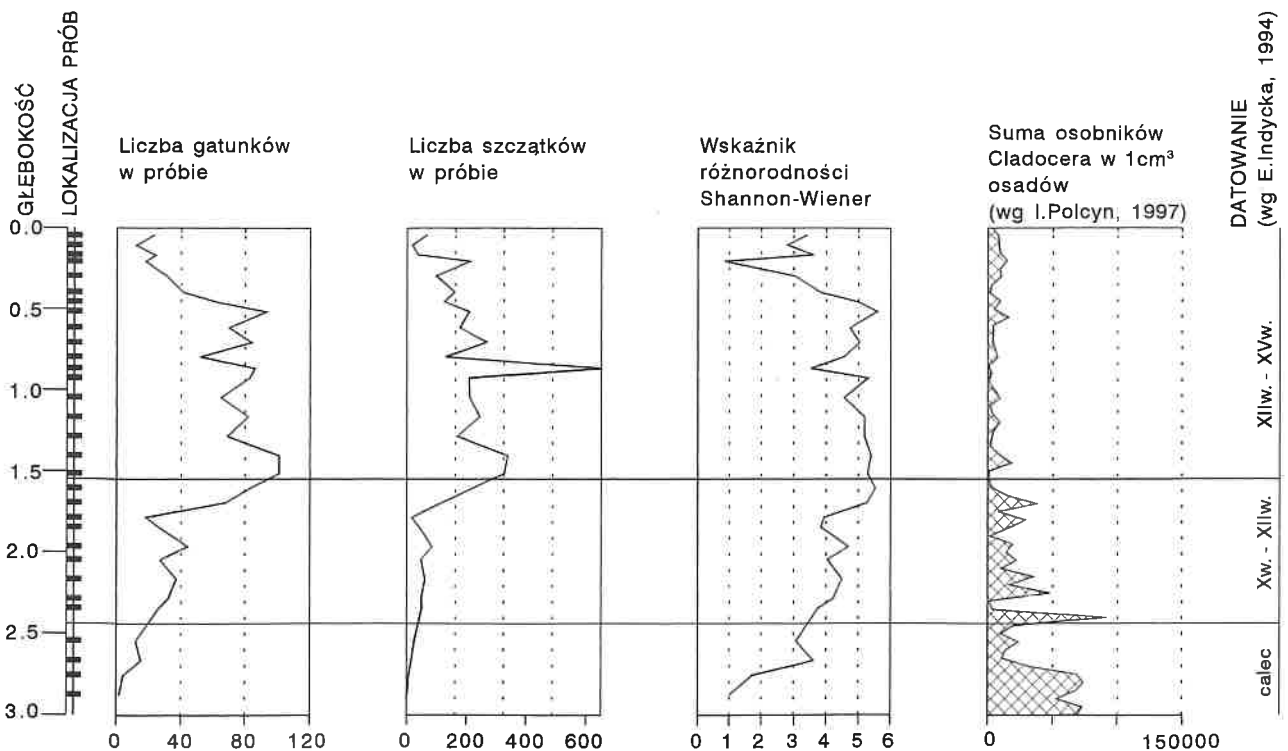 GŁEBOKOŚĆ
LOKALIZACJA PRÓB
Liczba gatunków
w próbie
Liczba szczątków
w próbie
Wskaźnik
różnorodności
Shannon-Wiener
Suma osobników
Cladocera w 1cm³
osadów
(wg I.Polcyn, 1997)
DATOWANIE
(wg E.Indycka, 1994)
0.0
0.5
1.0
1.5
2.0
2.5
3.0
XIIw. - XVw.
Xw. - XIIw.
calec
0 40 80 120
0 200 400 600
0 1 2 3 4 5 6
0 150000